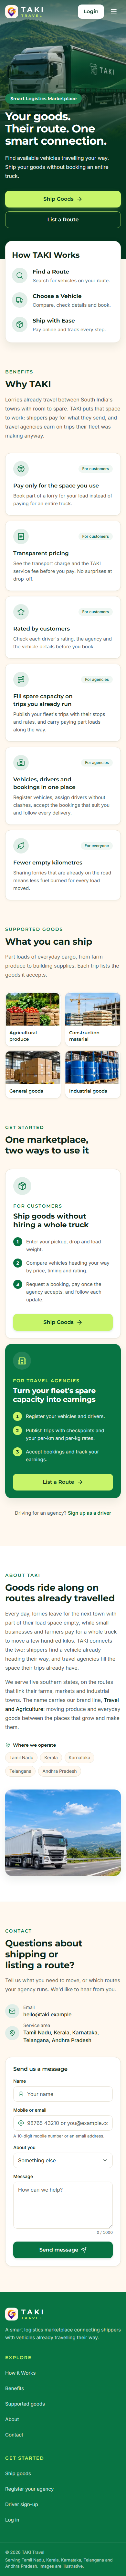 TAKI
TRAVEL
Login
Smart Logistics Marketplace
Your goods.
Their route. One
smart connection.
Find available vehicles travelling your way.
Ship your goods without booking an entire
truck.
Ship Goods
List a Route
How TAKI Works
Find a Route
Search for vehicles on your route.
Choose a Vehicle
Compare, check details and book.
Ship with Ease
Pay online and track every step.
BENEFITS
Why TAKI
Lorries already travel between South India's
towns with room to spare. TAKI puts that space
to work, so shippers pay for what they send, and
agencies earn from trips that they were already
making anyway.
For customers
Pay only for the space you use
Book part of a lorry for your load instead of
paying for an entire truck.
For customers
Transparent pricing
See the transport charge and the TAKI
service fee before you pay. No surprises at
drop-off.
For customers
Rated by customers
Check each driver's rating, the agency and
vehicle details before you book.
For agencies
Fill spare capacity on
trips you already run
Publish your fleet's trips with their stops
and rates, and carry paying loads
along the way.
For agencies
Vehicles, drivers and
bookings in one place
Register vehicles, assign drivers without
clashes, accept the bookings that suit you
and follow every delivery.
For everyone
Fewer empty kilometres
Sharing lorries that are already on the road
means less fuel burned for every load
moved.
SUPPORTED GOODS
What you can ship
Part loads of everyday cargo, from farm
produce to building supplies. Each trip lists the
goods it accepts.
Agricultural
produce
Construction
material
General goods
Industrial goods
GET STARTED
One marketplace,
two ways to use it
FOR CUSTOMERS
Ship goods without
hiring a whole truck
1
Enter your pickup, drop and load
weight.
2
Compare vehicles heading your way
by price, timing and rating.
3
Request a booking, pay once the
agency accepts, and follow each
update.
Ship Goods
FOR TRAVEL AGENCIES
Turn your fleet's spare
capacity into earnings
1
Register your vehicles and drivers.
2
Publish trips with checkpoints and
your per-km and per-kg rates.
3
Accept bookings and track your
earnings.
List a Route
Driving for an agency? Sign up as a driver
ABOUT TAKI
Goods ride along on
routes already travelled
Every day, lorries leave for the next town with
part of their load space empty, while small
businesses and farmers pay for a whole truck
to move a few hundred kilos. TAKI connects
the two: shippers find a vehicle already
heading their way, and travel agencies fill the
space their trips already have.
We serve five southern states, on the routes
that link their farms, markets and industrial
towns. The name carries our brand line, Travel
and Agriculture: moving produce and everyday
goods between the places that grow and need
them.
Where we operate
Tamil Nadu
Kerala
Karnataka
Telangana
Andhra Pradesh
CONTACT
Questions about
shipping or
listing a route?
Tell us what you need to move, or which routes
your agency runs. We'd like to hear from you.
Email
hello@taki.example
Service area
Tamil Nadu, Kerala, Karnataka,
Telangana, Andhra Pradesh
Send us a message
Name
Your name
Mobile or email
98765 43210 or you@example.cc
A 10 digit mobile number or an email address.
About you
Something else
Message
How can we help?
0 / 1000
Send message
TAKI
TRAVEL
A smart logistics marketplace connecting shippers
with vehicles already travelling their way.
EXPLORE
How it Works
Benefits
Supported goods
About
Contact
GET STARTED
Ship goods
Register your agency
Driver sign-up
Log in
© 2026 TAKI Travel
Serving Tamil Nadu, Kerala, Karnataka, Telangana and
Andhra Pradesh. Images are illustrative.